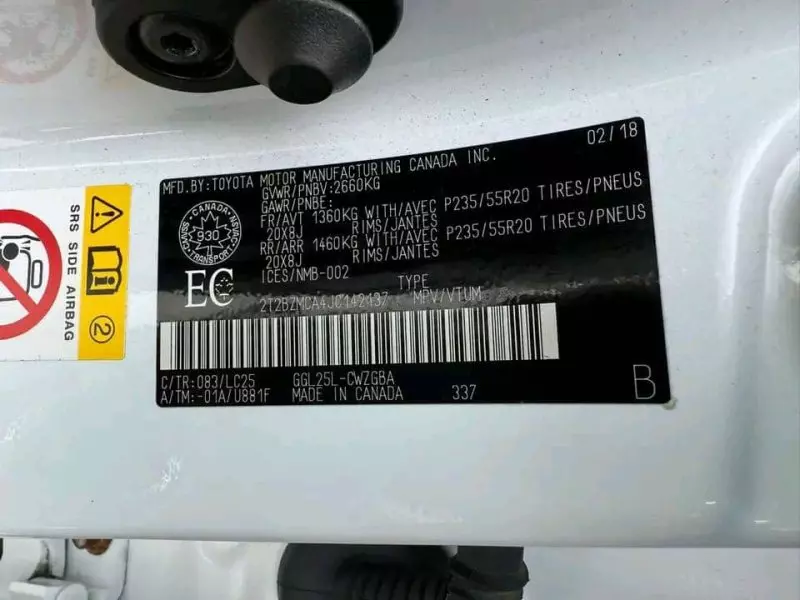 02/18
MFD.BY:TOYOTA MOTOR MANUFACTURING CANADA INC.
GVWR/PNBV:2660KG
GAWR/PNBE:
FR/AVT 1360KG WITH/AVEC P235/55R20 TIRES/PNEUS
20X8J RIMS/JANTES
RR/ARR 1460KG WITH/AVEC P235/55R20 TIRES/PNEUS
20X8J RIMS/JANTES
ICES/NMB-002
CANADA
930
TRANSPORT
EC
TYPE
2T2BZMCA4JC142137 MPV/VTUM
C/TR:083/LC25 GGL25L-CWZGBA
A/TM:-01A/U881F MADE IN CANADA 337
B
SRS SIDE AIRBAG
2